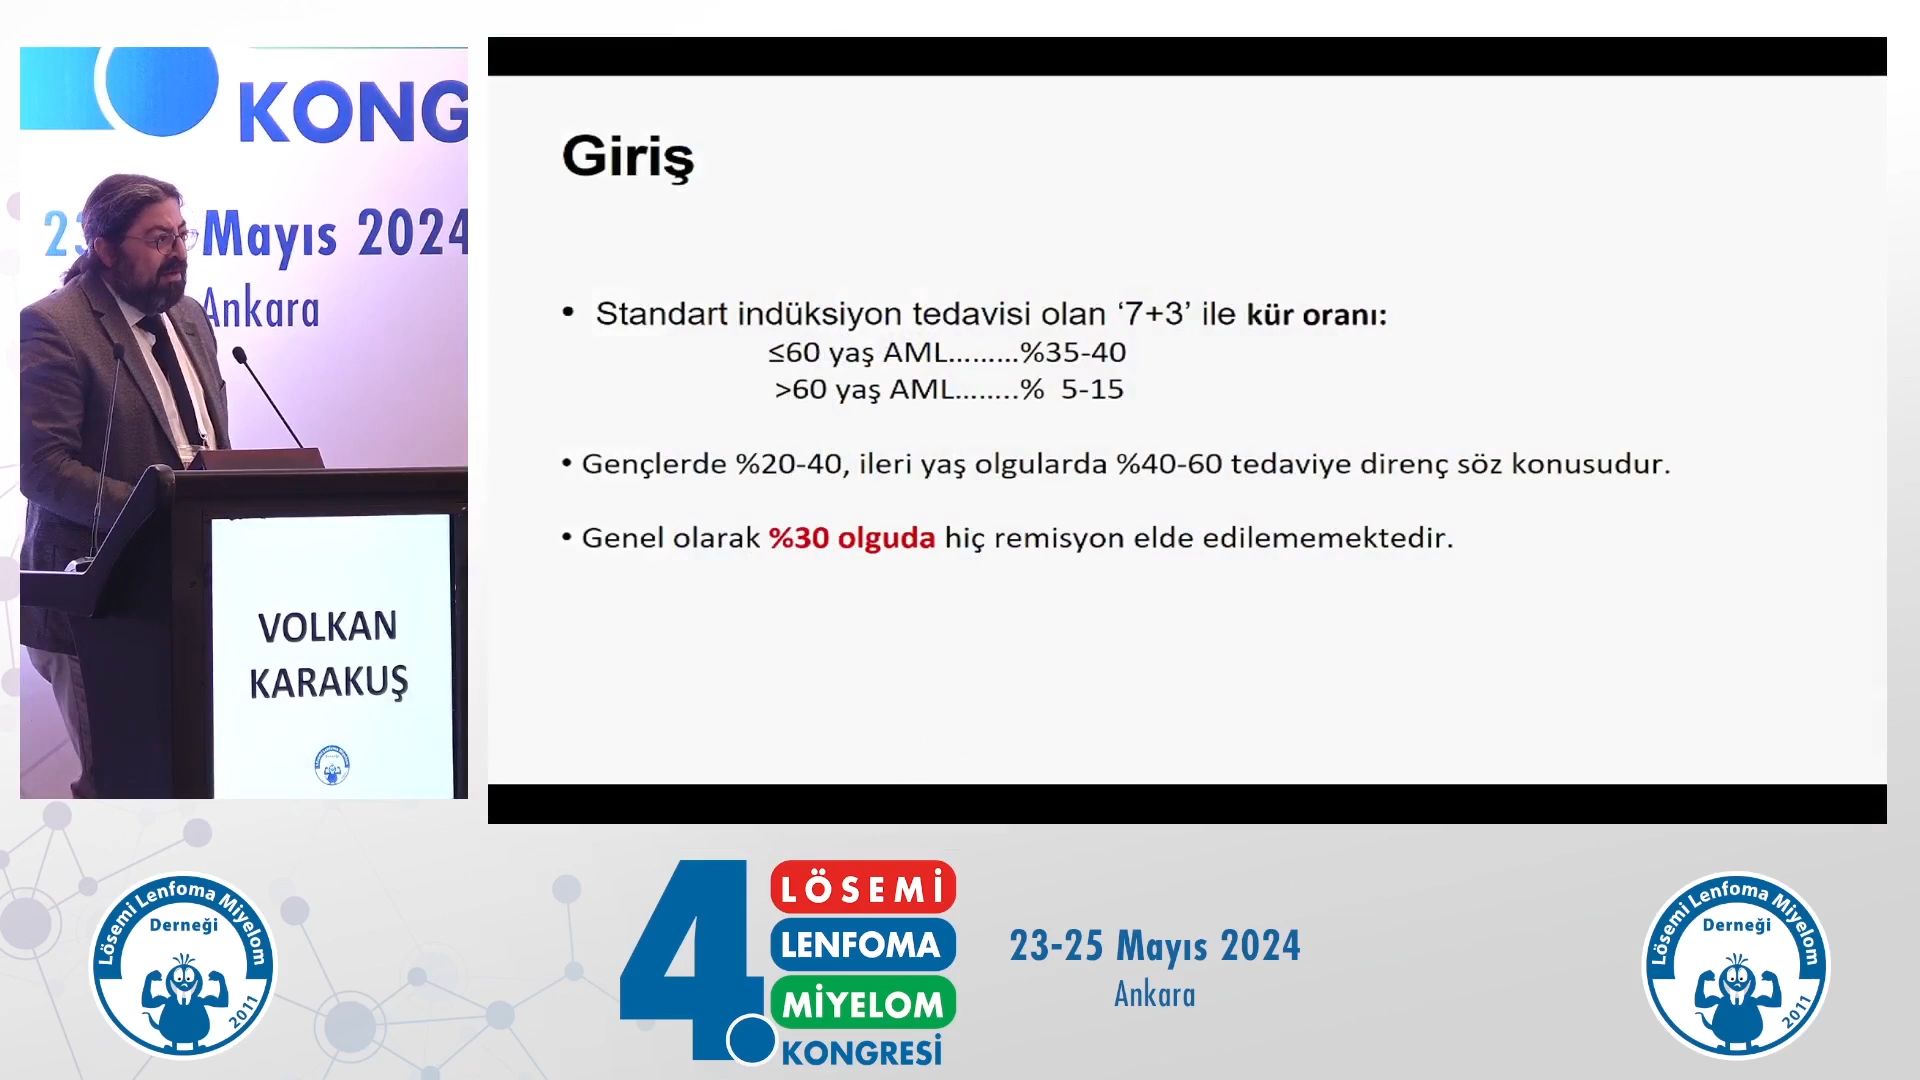 KONG
23
Mayıs 2024
Ankara
VOLKAN
KARAKUŞ
Giriş
• Standart indüksiyon tedavisi olan ‘7+3’ ile kür oranı:
≤60 yaş AML.........%35-40
>60 yaş AML........% 5-15
• Gençlerde %20-40, ileri yaş olgularda %40-60 tedaviye direnç söz konusudur.
• Genel olarak %30 olguda hiç remisyon elde edilememektedir.
Lösemi Lenfoma Miyelom
Derneği
2011
4.
LÖSEMİ
LENFOMA
MİYELOM
KONGRESİ
23-25 Mayıs 2024
Ankara
Lösemi Lenfoma Miyelom
Derneği
2011